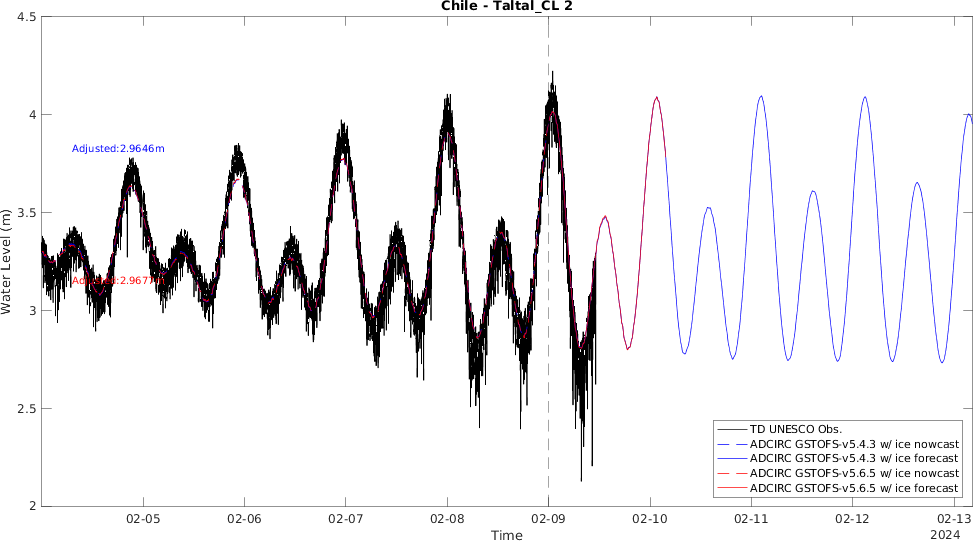 Chile - Taltal_CL 2
4.5
4
3.5
3
2.5
2
Water Level (m)
Adjusted:2.9646m
TD UNESCO Obs.
ADCIRC GSTOFS-v5.4.3 w/ ice nowcast
ADCIRC GSTOFS-v5.4.3 w/ ice forecast
ADCIRC GSTOFS-v5.6.5 w/ ice nowcast
ADCIRC GSTOFS-v5.6.5 w/ ice forecast
02-05 02-06 02-07 02-08 02-09 02-10 02-11 02-12 02-13
Time
2024